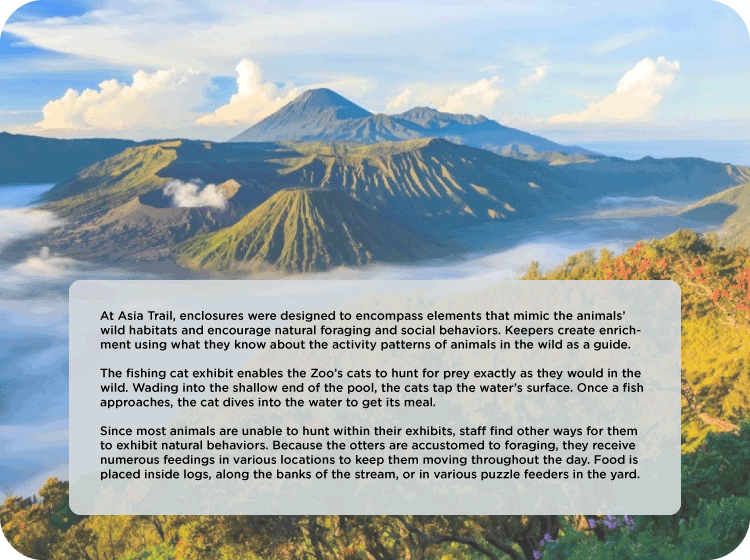 At Asia Trail, enclosures were designed to encompass elements that mimic the animals'
wild habitats and encourage natural foraging and social behaviors. Keepers create enrich-
ment using what they know about the activity patterns of animals in the wild as a guide.
The fishing cat exhibit enables the Zoo's cats to hunt for prey exactly as they would in the
wild. Wading into the shallow end of the pool, the cats tap the water's surface. Once a fish
approaches, the cat dives into the water to get its meal.
Since most animals are unable to hunt within their exhibits, staff find other ways for them
to exhibit natural behaviors. Because the otters are accustomed to foraging, they receive
numerous feedings in various locations to keep them moving throughout the day. Food is
placed inside logs, along the banks of the stream, or in various puzzle feeders in the yard.